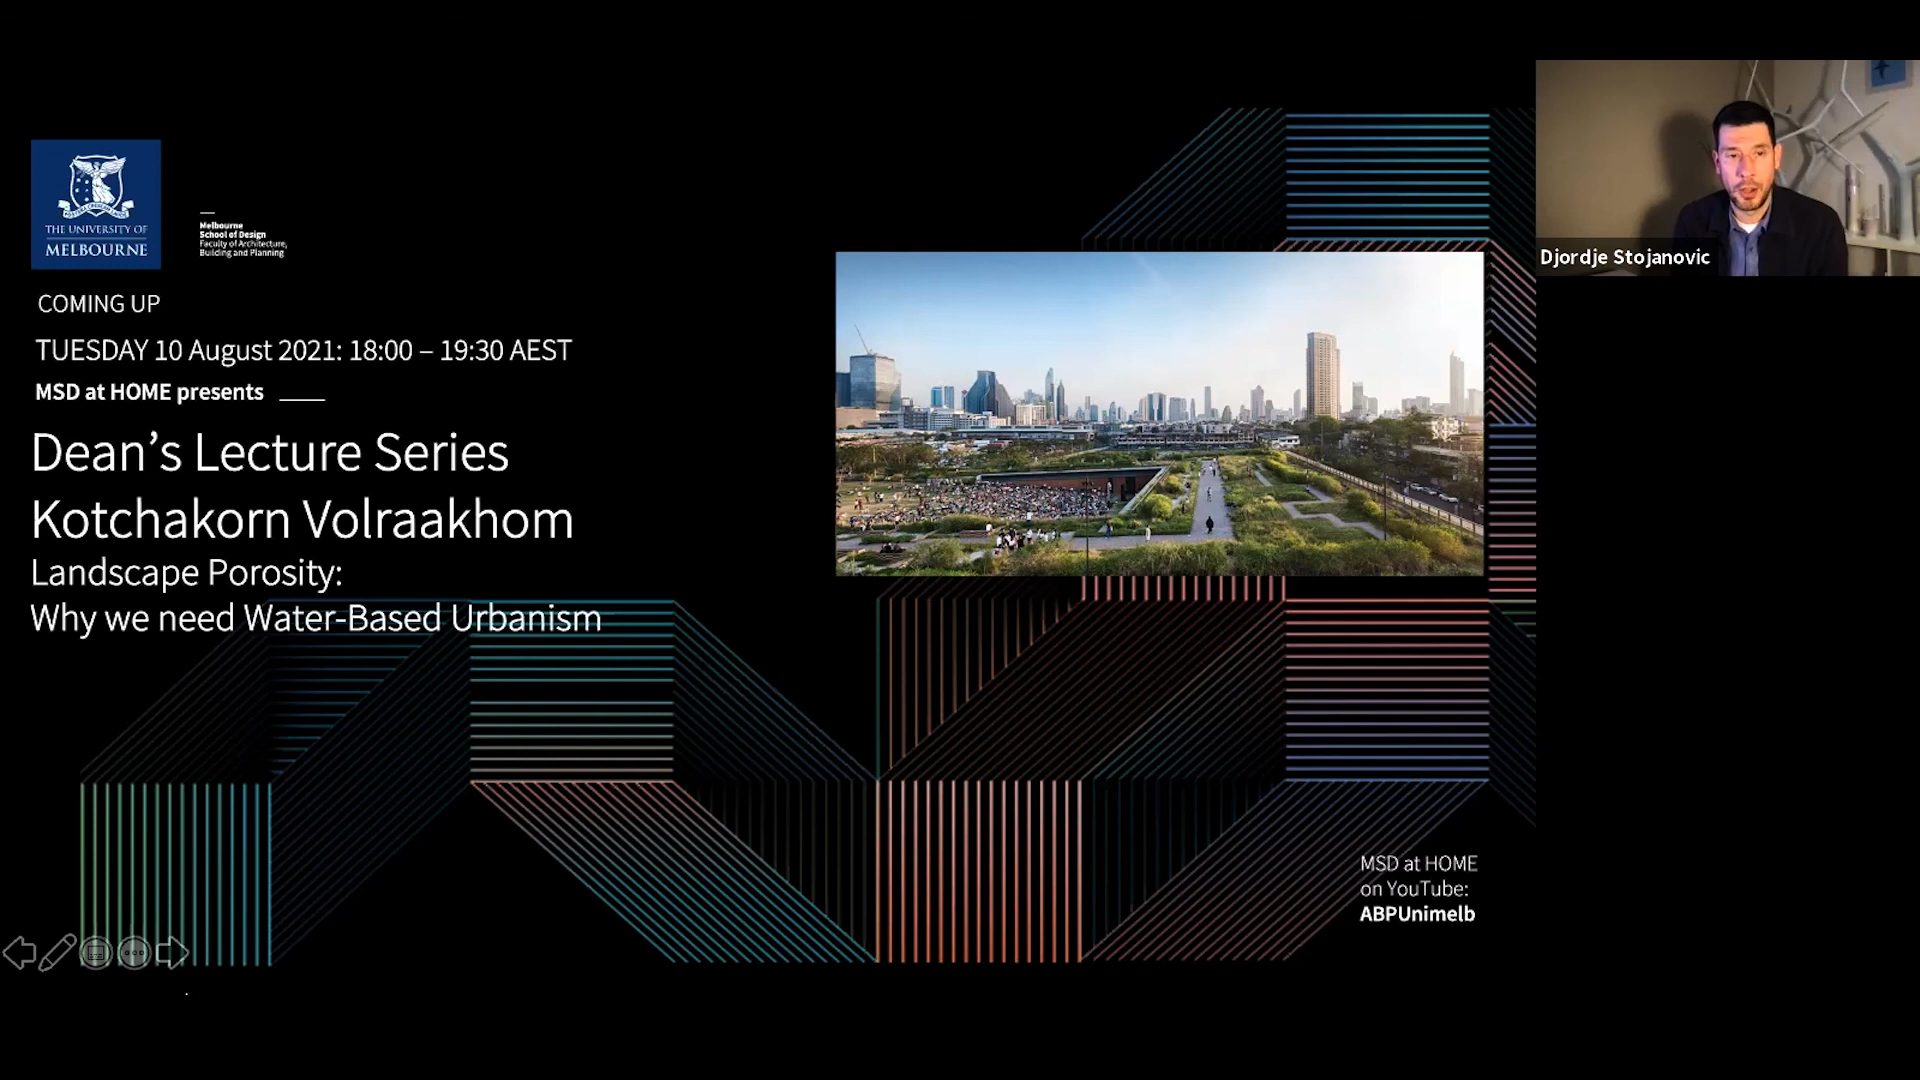 THE UNIVERSITY OF
MELBOURNE
Melbourne
School of Design
Faculty of Architecture,
Building and Planning
COMING UP
TUESDAY 10 August 2021: 18:00 – 19:30 AEST
MSD at HOME presents
Dean’s Lecture Series
Kotchakorn Volraakhom
Landscape Porosity:
Why we need Water-Based Urbanism
Djordje Stojanovic
MSD at HOME
on YouTube:
ABPUnimelb